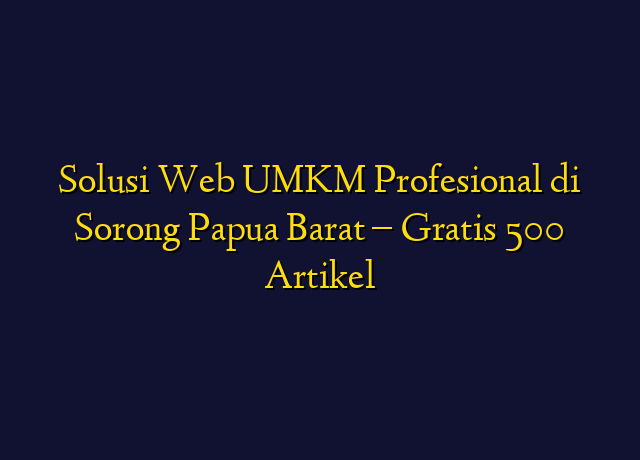 Solusi Web UMKM Profesional di
Sorong Papua Barat – Gratis 500
Artikel